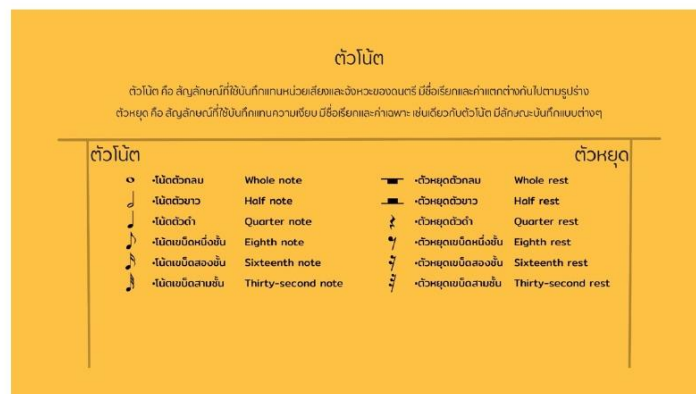 ตัวโน้ต
ตัวโน้ต คือ สัญลักษณ์ที่ใช้บันทึกแทนหน่วยเสียงและจังหวะของดนตรี มีชื่อเรียกและค่าแตกต่างกันไปตามรูปร่าง
ตัวหยุด คือ สัญลักษณ์ที่ใช้บันทึกแทนความเงียบ มีชื่อเรียกและค่าเฉพาะ เช่นเดียวกับตัวโน้ต มีลักษณะบันทึกแบบต่างๆ
ตัวโน้ต
•โน้ตตัวกลม Whole note
•โน้ตตัวขาว Half note
•โน้ตตัวดำ Quarter note
•โน้ตเขบ็ตหนึ่งชั้น Eighth note
•โน้ตเขบ็ตสองชั้น Sixteenth note
•โน้ตเขบ็ตสามชั้น Thirty-second note
ตัวหยุด
•ตัวหยุดตัวกลม Whole rest
•ตัวหยุดตัวขาว Half rest
•ตัวหยุดตัวดำ Quarter rest
•ตัวหยุดเขบ็ตหนึ่งชั้น Eighth rest
•ตัวหยุดเขบ็ตสองชั้น Sixteenth rest
•ตัวหยุดเขบ็ตสามชั้น Thirty-second rest